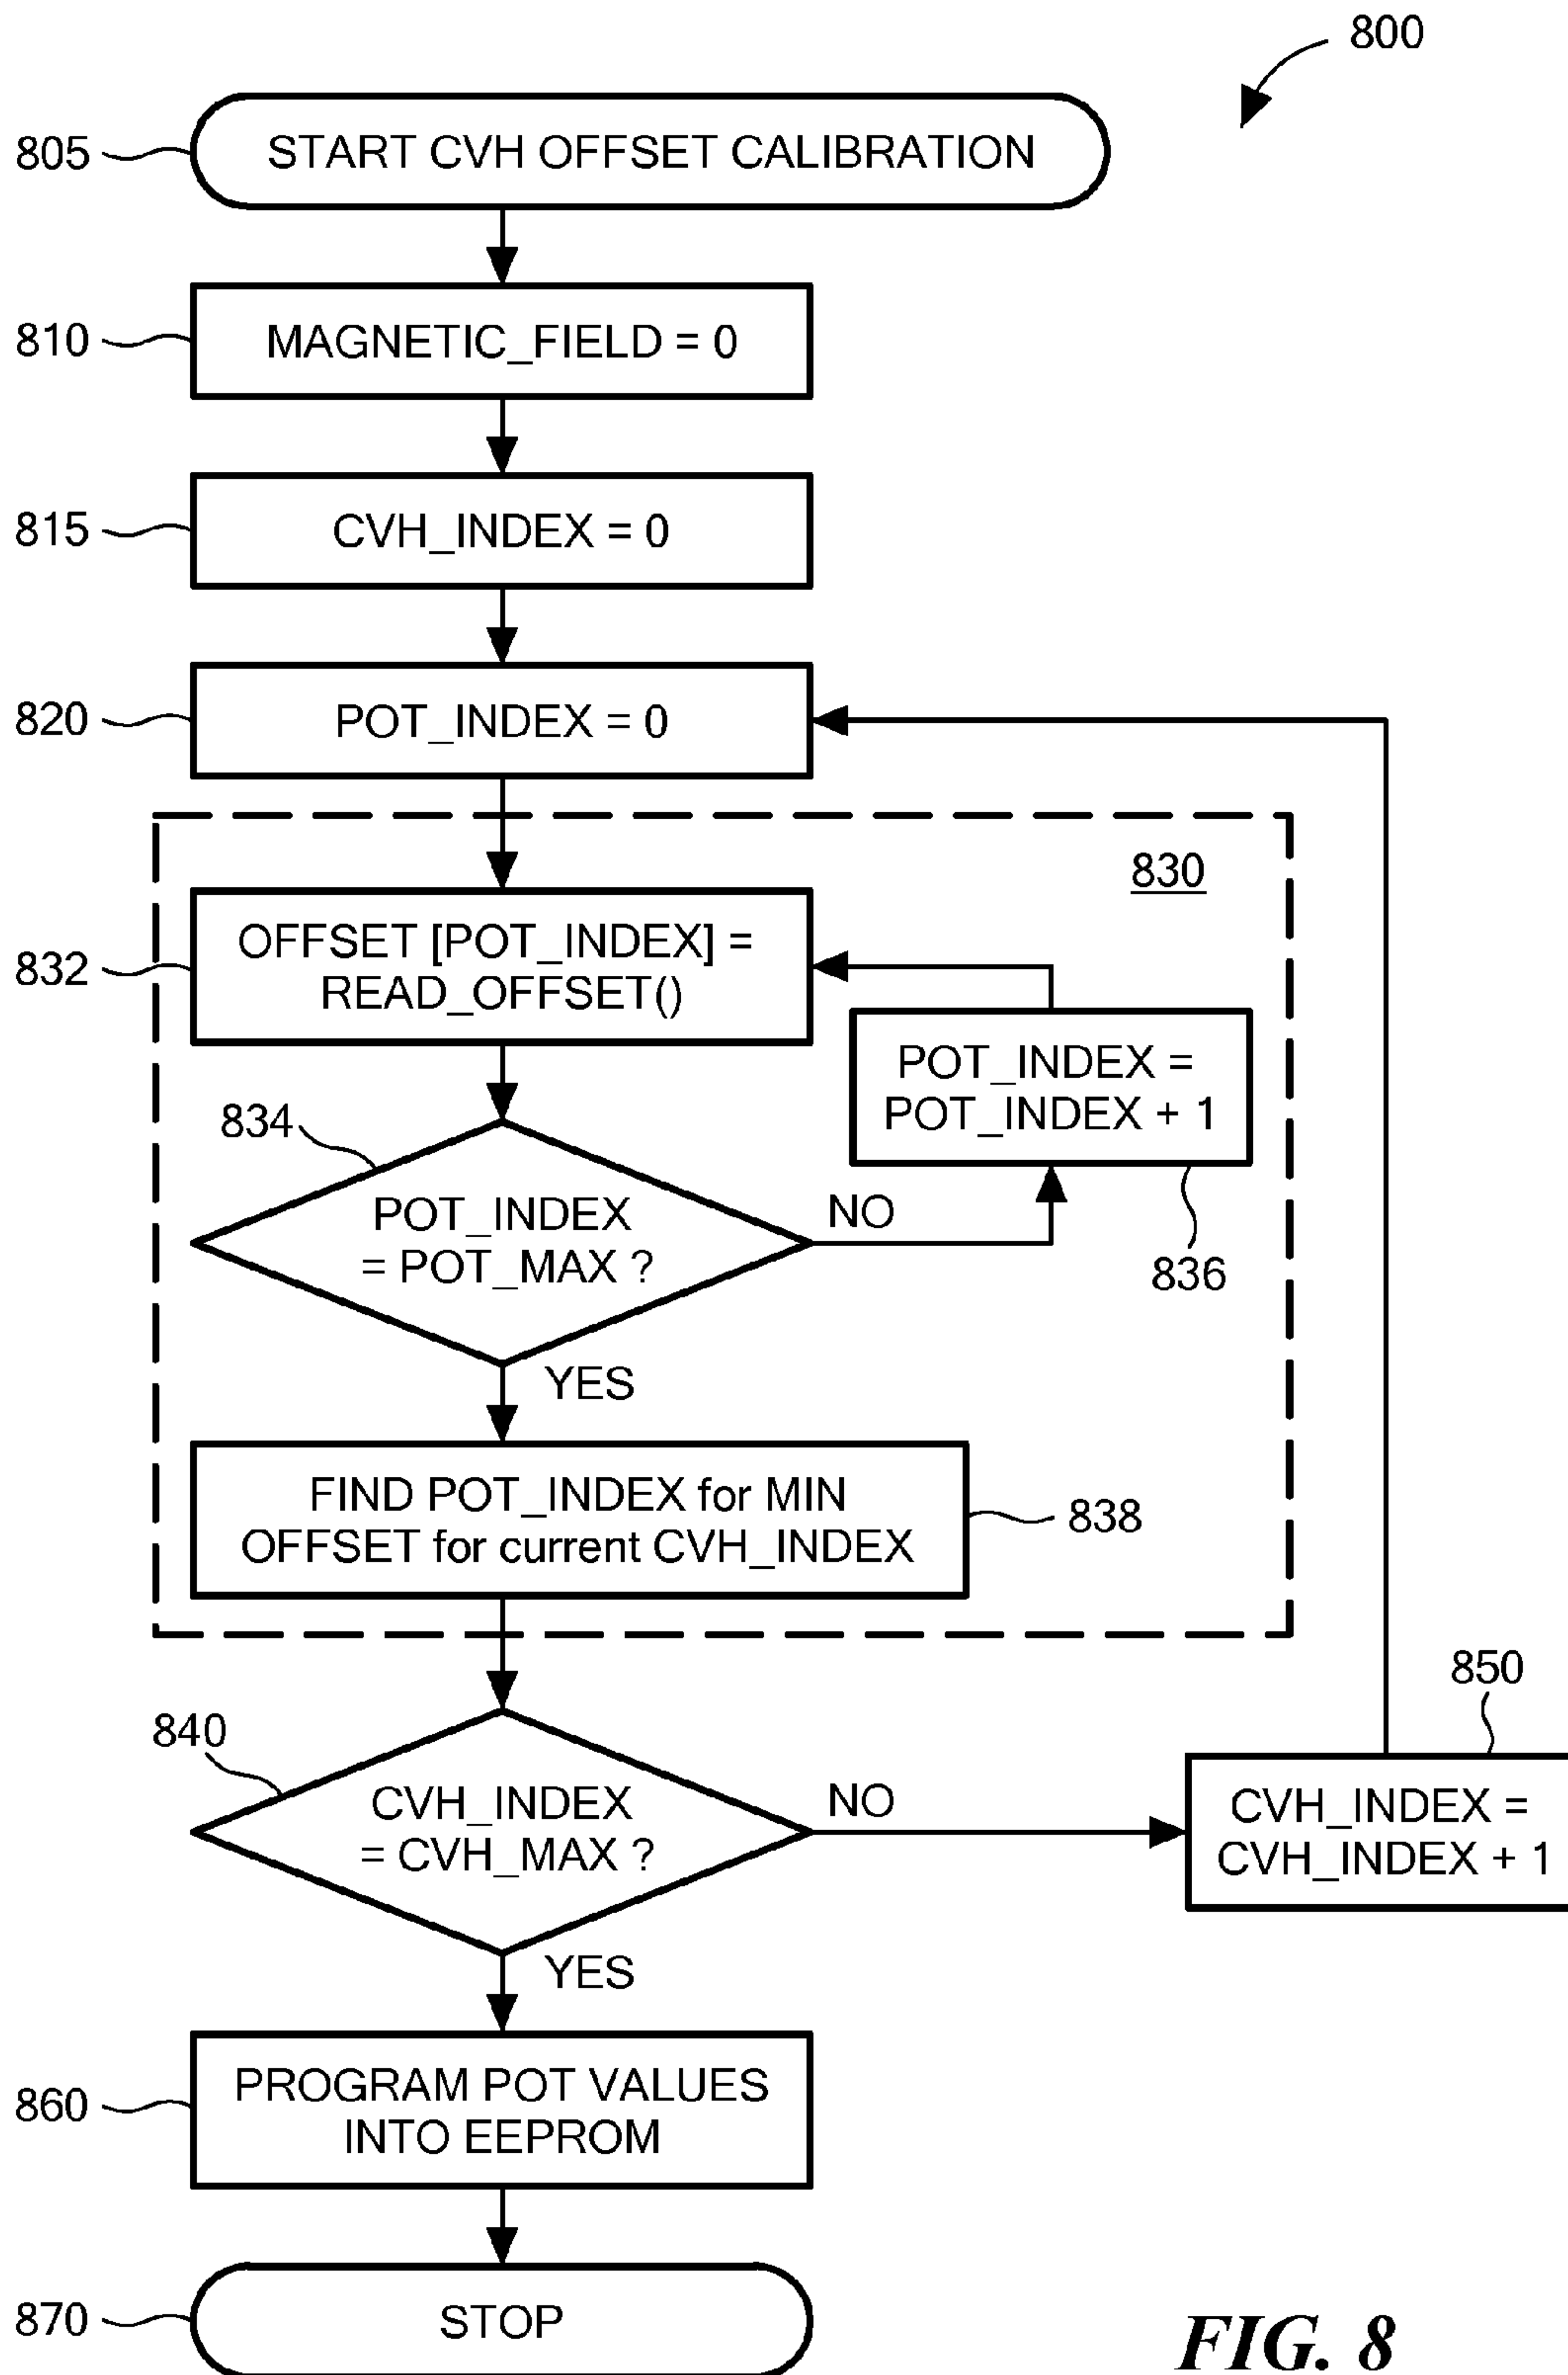 800
805
START CVH OFFSET CALIBRATION
810
MAGNETIC_FIELD = 0
815
CVH_INDEX = 0
820
POT_INDEX = 0
830
832
OFFSET [POT_INDEX] =
READ_OFFSET()
POT_INDEX =
POT_INDEX + 1
834
POT_INDEX
= POT_MAX ?
NO
836
YES
FIND POT_INDEX for MIN
OFFSET for current CVH_INDEX
838
840
CVH_INDEX
= CVH_MAX ?
NO
850
CVH_INDEX =
CVH_INDEX + 1
YES
860
PROGRAM POT VALUES
INTO EEPROM
870
STOP
FIG. 8